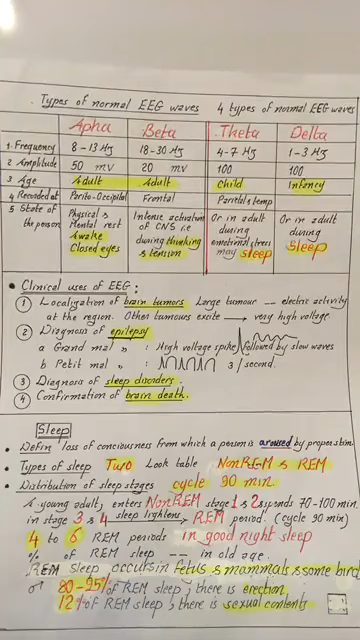 Types of normal EEG waves 4 types of normal EEG waves
Apha Beta Theta Delta
1. Frequency 8-13 Hz 18-30 Hz 4-7 Hz 1-3 Hz
2 Amplitude 50 mv 20 mv 100 100
3 Age Adult Adult Child Infancy
4 Recorded at Parito-Occipital Frontal Parietal & temp
5 State of the person Physical & Mental rest Awake Closed eyes Intense activation of CNS i.e during thinking & tension Or in adult during emotional stress may sleep Or in adult during Sleep
• Clinical uses of EEG:
① Localization of brain tumors Large tumour — electric activity
at the region. Other tumours excite → very high voltage.
② Diagnosis of epilepsy
a Grand mal " : High voltage spike followed by slow waves
b Petit mal " : 3/second.
③ Diagnosis of sleep disorders.
④ Confirmation of brain death.
Sleep
• Defin loss of conciousness from which a person is aroused by proper stim
• Types of sleep Two Look table NonREM & REM
• Distribution of sleep stages cycle 90 min
A young adult, enters NonREM stage 1 & 2 spends 70-100 min
in stage 3 & 4 sleep lightens, REM period. (cycle 90 min)
4 to 6 REM periods in good night sleep
% of REM sleep -- in old age.
REM Sleep occurs in fetus & mammals & some bird
80-25% of REM sleep; there is erection
12% of REM sleep; there is sexual contents